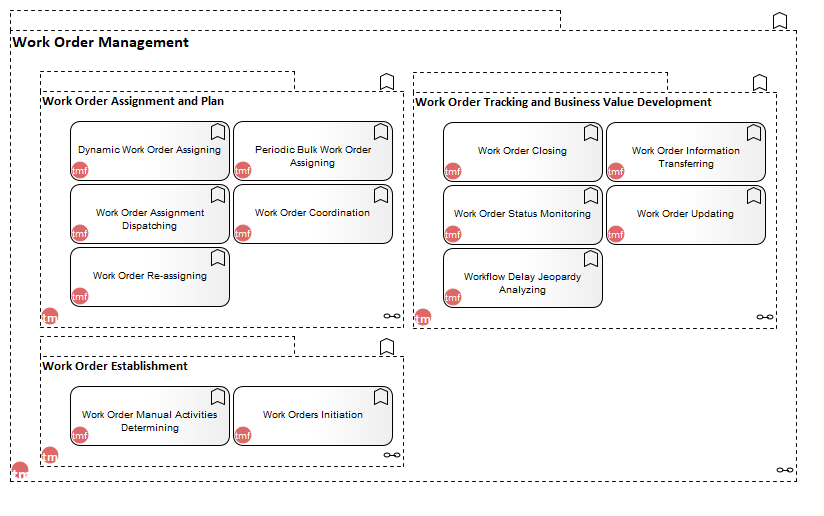 Work Order Management
Work Order Assignment and Plan
Dynamic Work Order Assigning
tmf
Periodic Bulk Work Order
Assigning
tmf
Work Order Assignment
Dispatching
tmf
Work Order Coordination
tmf
Work Order Re-assigning
tmf
tm
Work Order Tracking and Business Value Development
Work Order Closing
tmf
Work Order Information
Transferring
tmf
Work Order Status Monitoring
tmf
Work Order Updating
tmf
Workflow Delay Jeopardy
Analyzing
tmf
tm
Work Order Establishment
Work Order Manual Activities
Determining
tmf
Work Orders Initiation
tmf
tm
tm